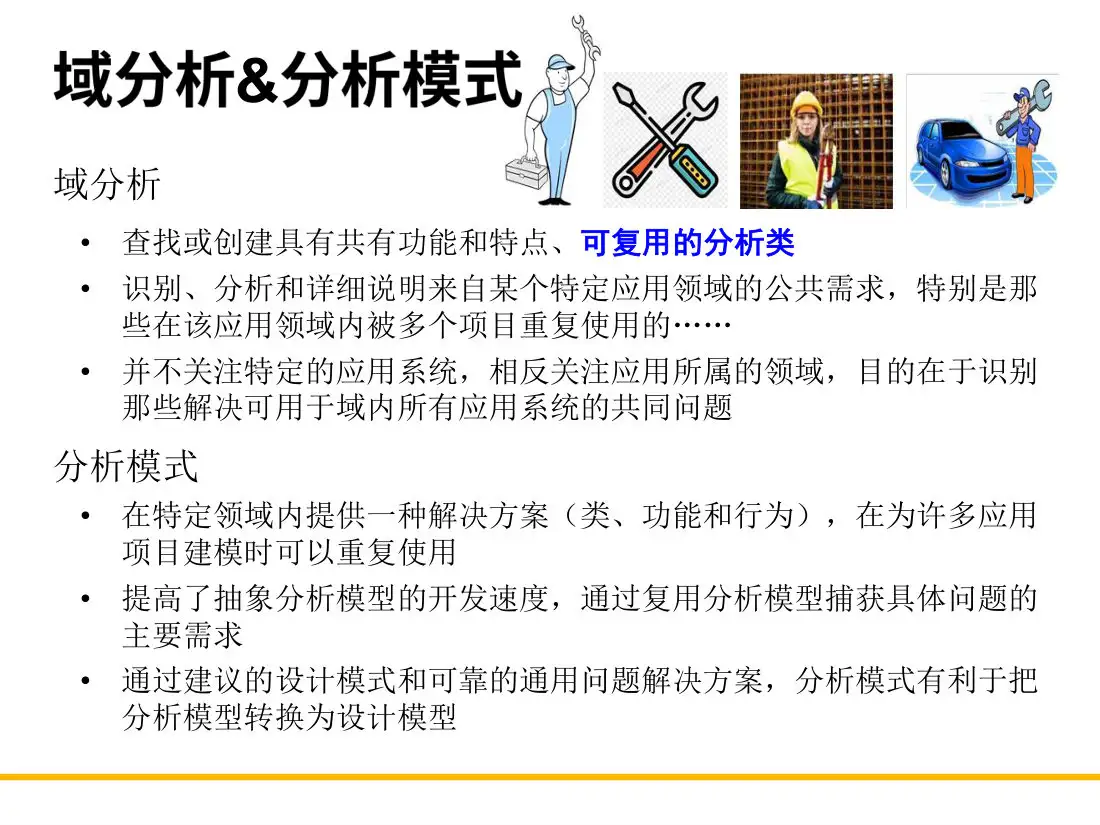 域分析&分析模式
域分析
• 查找或创建具有共有功能和特点、可复用的分析类
• 识别、分析和详细说明来自某个特定应用领域的公共需求，特别是那
些在该应用领域内被多个项目重复使用的……
• 并不关注特定的应用系统，相反关注应用所属的领域，目的在于识别
那些解决可用于域内所有应用系统的共同问题
分析模式
• 在特定领域内提供一种解决方案（类、功能和行为），在为许多应用
项目建模时可以重复使用
• 提高了抽象分析模型的开发速度，通过复用分析模型捕获具体问题的
主要需求
• 通过建议的设计模式和可靠的通用问题解决方案，分析模式有利于把
分析模型转换为设计模型